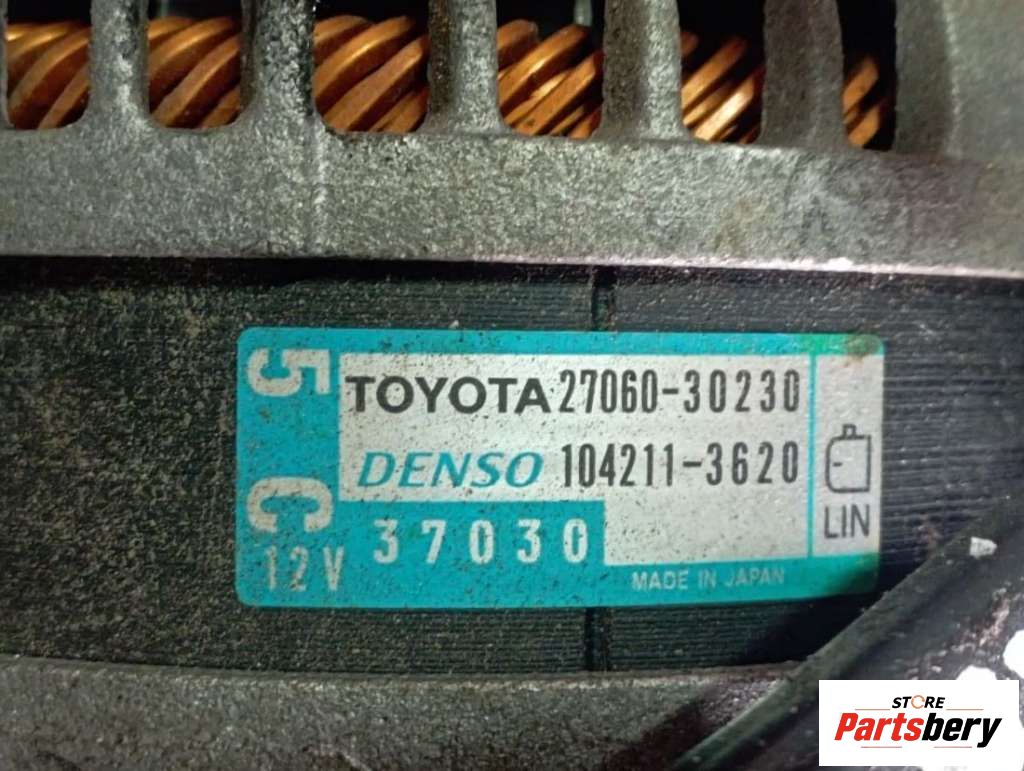 5 C
TOYOTA 27060-30230
DENSO 104211-3620
12V 37030
LIN
MADE IN JAPAN
STORE
Partsbery